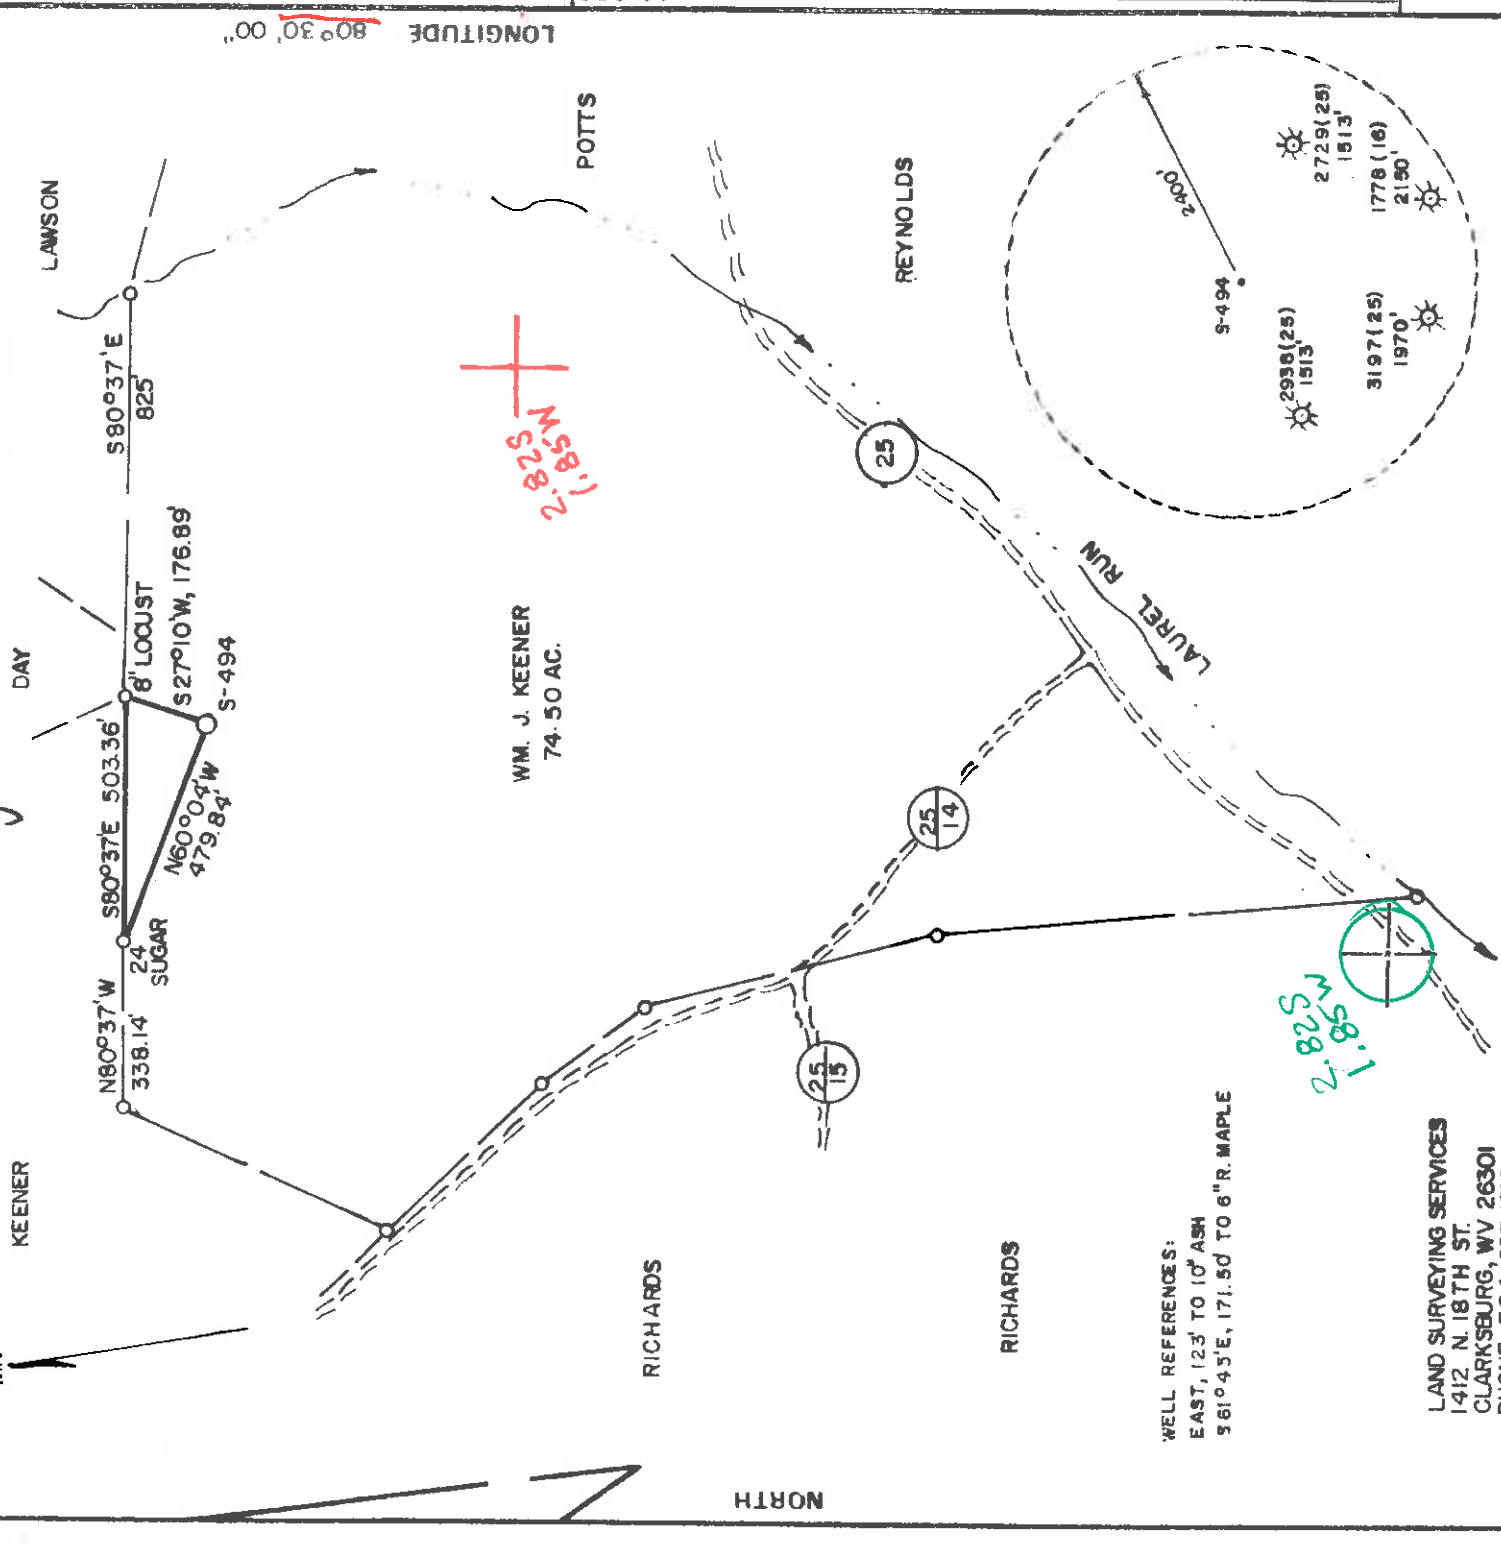 LONGITUDE 80°30'00"
LAWSON
POTTS
REYNOLDS
S80°37'E
825'
DAY
8" LOCUST
S27°10'W, 176.89'
S-494
S80°37'E 503.36'
N60°04'W
479.84'
24
SUGAR
N80°37'W
338.14'
KEENER
WM. J. KEENER
74.50 AC.
2.82S
1.85W
25
LAUREL RUN
25
14
25
15
2400'
S-494
2729(25)
1513'
1778(16)
2150'
2938(25)
1513'
3197(25)
1970'
RICHARDS
RICHARDS
2.82S
1.85W
WELL REFERENCES:
EAST, 123' TO 10" ASH
S61°43'E, 171.50' TO 6" R. MAPLE
LAND SURVEYING SERVICES
1412 N. 18TH ST.
CLARKSBURG, WV 26301
NORTH